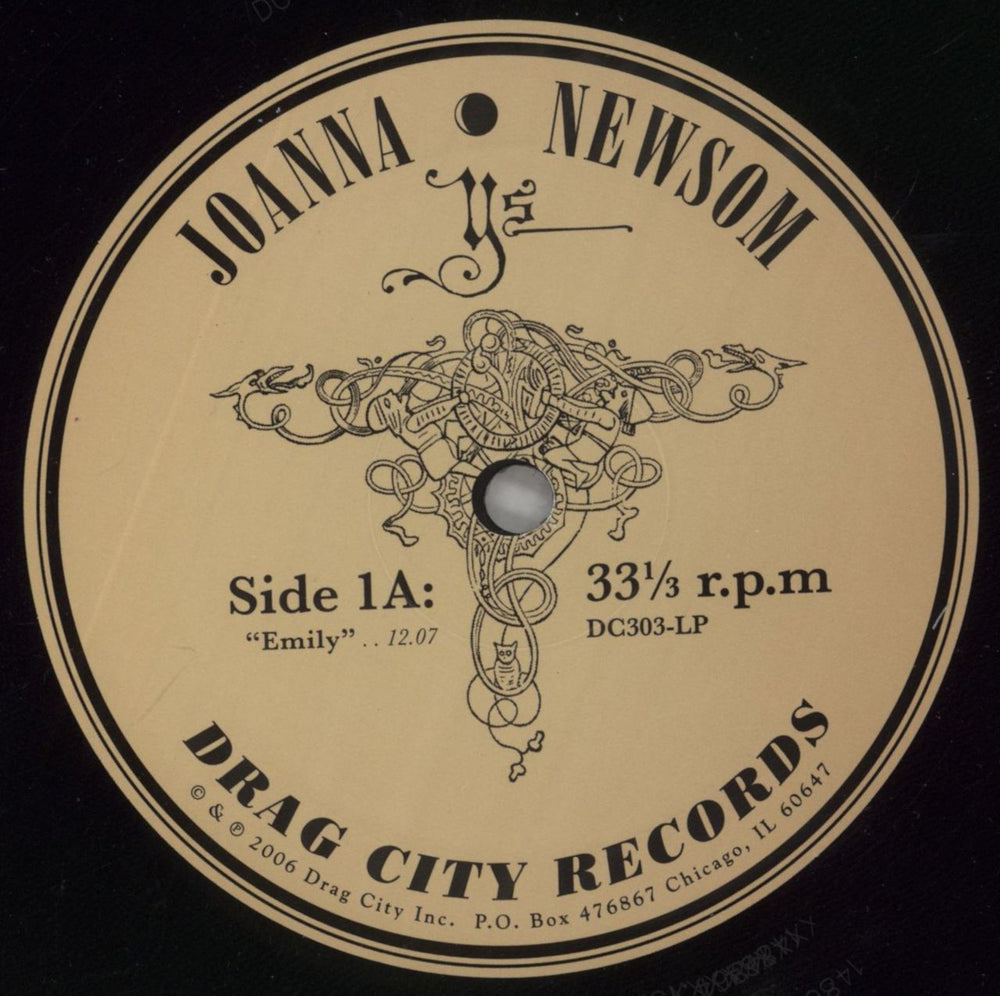 JOANNA • NEWSOM
Ys
Side 1A:
"Emily" . . 12.07
33⅓ r.p.m
DC303-LP
DRAG CITY RECORDS
© & ℗ 2006 Drag City Inc. P.O. Box 476867 Chicago, IL 60647